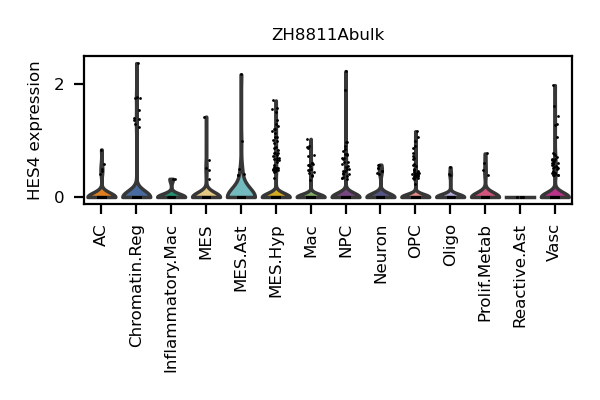 ZH8811Abulk
HES4 expression
2
0
AC
Chromatin.Reg
Inflammatory.Mac
MES
MES.Ast
MES.Hyp
Mac
NPC
Neuron
OPC
Oligo
Prolif.Metab
Reactive.Ast
Vasc